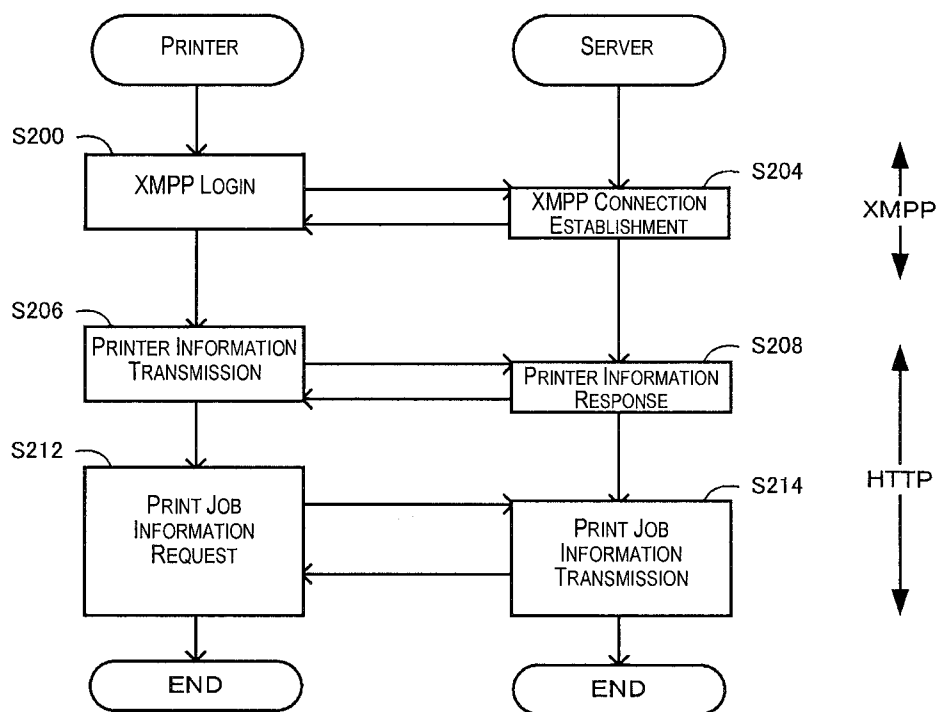 PRINTER
SERVER
S200
XMPP LOGIN
S204
XMPP CONNECTION
ESTABLISHMENT
XMPP
S206
PRINTER INFORMATION
TRANSMISSION
S208
PRINTER INFORMATION
RESPONSE
S212
PRINT JOB
INFORMATION
REQUEST
S214
PRINT JOB
INFORMATION
TRANSMISSION
HTTP
END
END